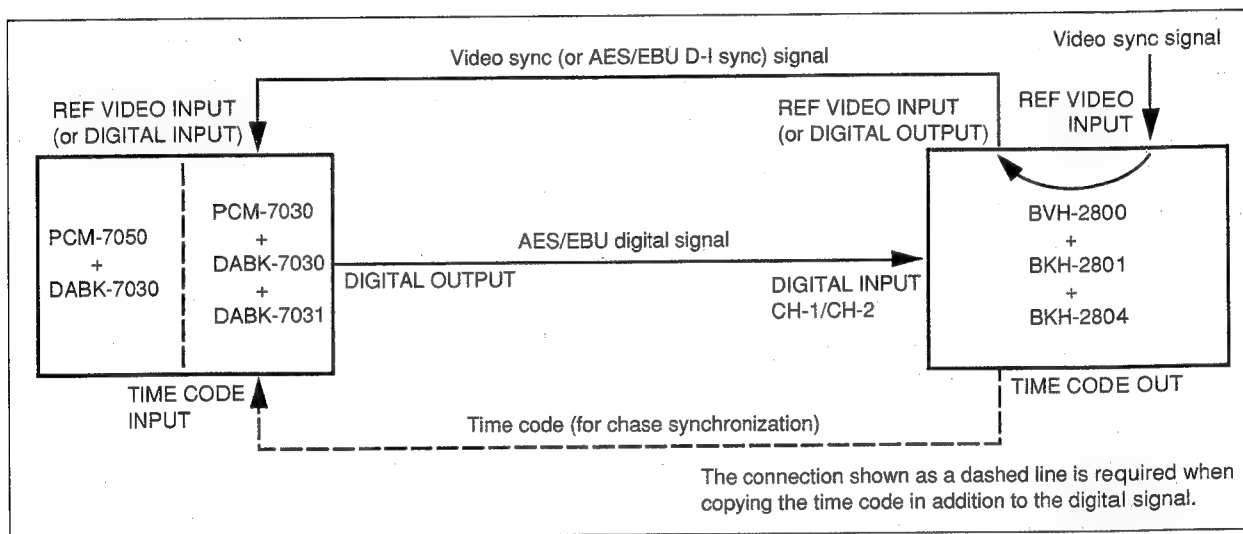 Video sync signal
Video sync (or AES/EBU D-I sync) signal
REF VIDEO INPUT
(or DIGITAL INPUT)
REF VIDEO INPUT
(or DIGITAL OUTPUT)
REF VIDEO
INPUT
PCM-7050
+
DABK-7030
PCM-7030
+
DABK-7030
+
DABK-7031
AES/EBU digital signal
DIGITAL OUTPUT
DIGITAL INPUT
CH-1/CH-2
BVH-2800
+
BKH-2801
+
BKH-2804
TIME CODE
INPUT
TIME CODE OUT
Time code (for chase synchronization)
The connection shown as a dashed line is required when
copying the time code in addition to the digital signal.